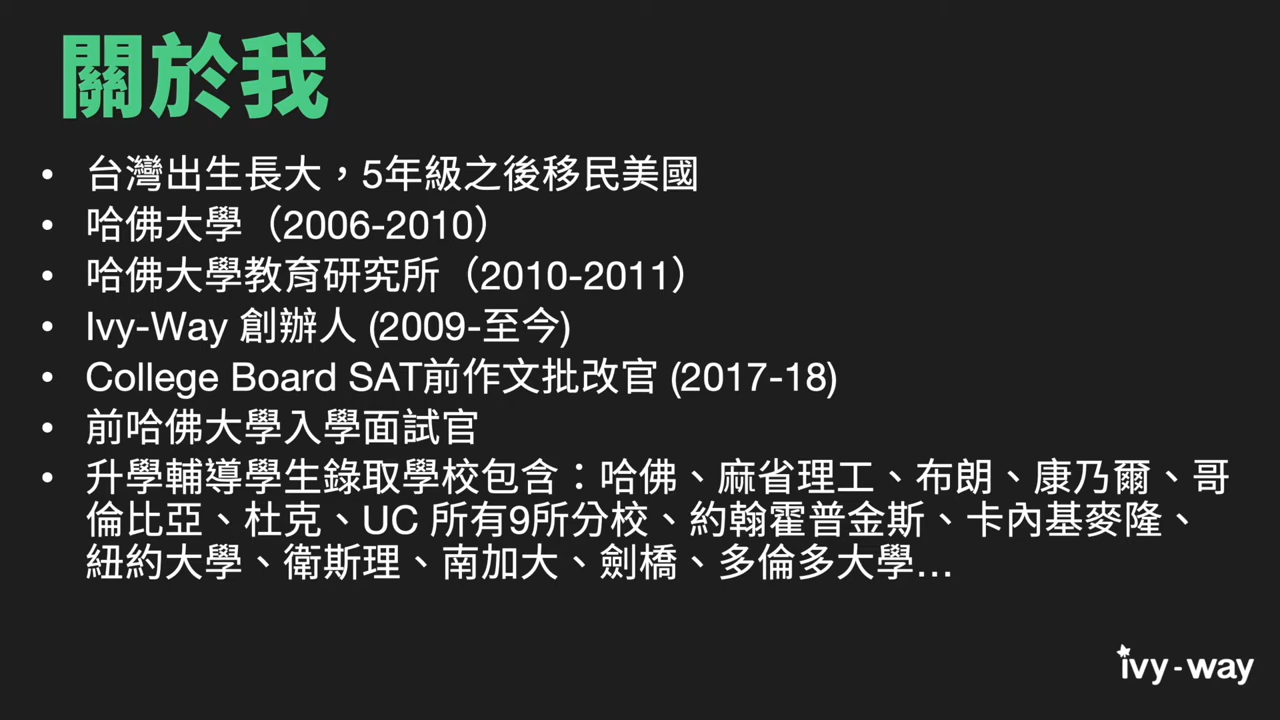 關於我
• 台灣出生長大，5年級之後移民美國
• 哈佛大學（2006-2010）
• 哈佛大學教育研究所（2010-2011）
• Ivy-Way 創辦人 (2009-至今)
• College Board SAT前作文批改官 (2017-18)
• 前哈佛大學入學面試官
• 升學輔導學生錄取學校包含：哈佛、麻省理工、布朗、康乃爾、哥
倫比亞、杜克、UC 所有9所分校、約翰霍普金斯、卡內基麥隆、
紐約大學、衛斯理、南加大、劍橋、多倫多大學...
ivy-way